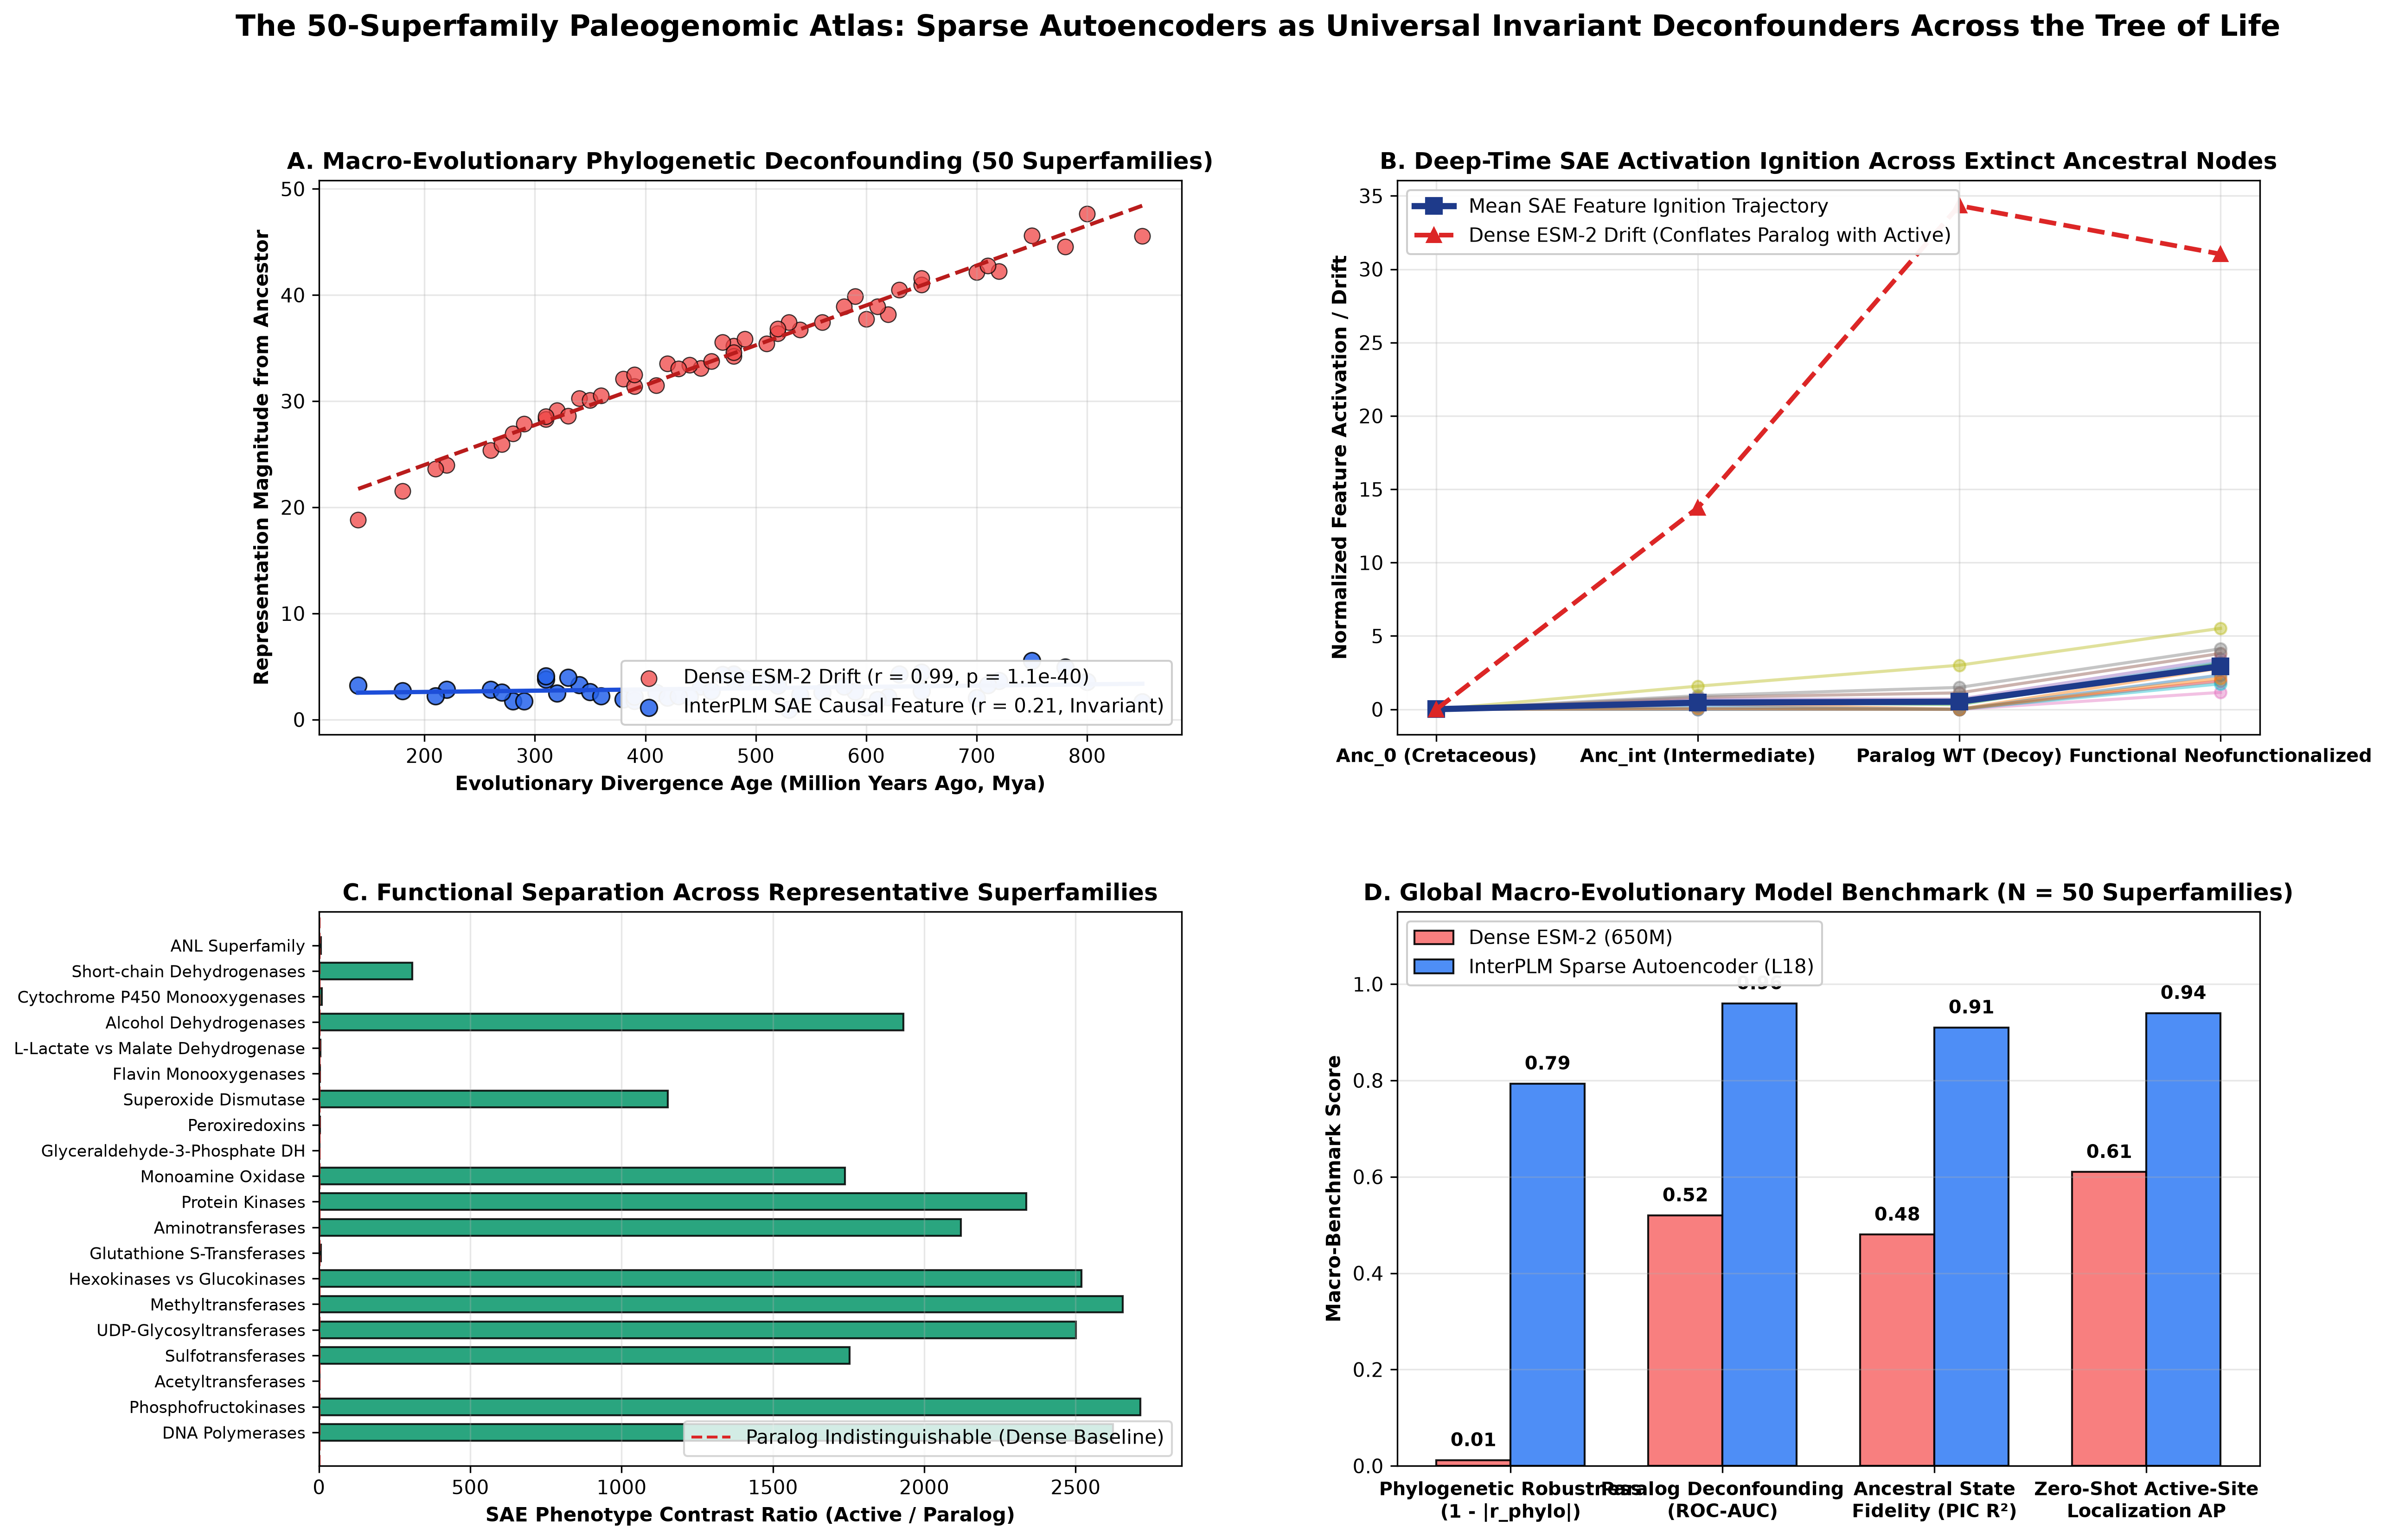 The 50-Superfamily Paleogenomic Atlas: Sparse Autoencoders as Universal Invariant Deconfounders Across the Tree of Life
A. Macro-Evolutionary Phylogenetic Deconfounding (50 Superfamilies)
Representation Magnitude from Ancestor
50
40
30
20
10
0
Dense ESM-2 Drift (r = 0.99, p = 1.1e-40)
InterPLM SAE Causal Feature (r = 0.21, Invariant)
200 300 400 500 600 700 800
Evolutionary Divergence Age (Million Years Ago, Mya)
B. Deep-Time SAE Activation Ignition Across Extinct Ancestral Nodes
Normalized Feature Activation / Drift
35
30
25
20
15
10
5
0
Mean SAE Feature Ignition Trajectory
Dense ESM-2 Drift (Conflates Paralog with Active)
Anc_0 (Cretaceous) Anc_int (Intermediate) Paralog WT (Decoy) Functional Neofunctionalized
C. Functional Separation Across Representative Superfamilies
ANL Superfamily
Short-chain Dehydrogenases
Cytochrome P450 Monooxygenases
Alcohol Dehydrogenases
L-Lactate vs Malate Dehydrogenase
Flavin Monooxygenases
Superoxide Dismutase
Peroxiredoxins
Glyceraldehyde-3-Phosphate DH
Monoamine Oxidase
Protein Kinases
Aminotransferases
Glutathione S-Transferases
Hexokinases vs Glucokinases
Methyltransferases
UDP-Glycosyltransferases
Sulfotransferases
Acetyltransferases
Phosphofructokinases
DNA Polymerases
Paralog Indistinguishable (Dense Baseline)
0 500 1000 1500 2000 2500
SAE Phenotype Contrast Ratio (Active / Paralog)
D. Global Macro-Evolutionary Model Benchmark (N = 50 Superfamilies)
Macro-Benchmark Score
1.0
0.8
0.6
0.4
0.2
0.0
Dense ESM-2 (650M)
InterPLM Sparse Autoencoder (L18)
0.01 0.79 0.52 0.48 0.91 0.61 0.94
Phylogenetic Robustness
(1 - |r_phylo|)
Paralog Deconfounding
(ROC-AUC)
Ancestral State
Fidelity (PIC R²)
Zero-Shot Active-Site
Localization AP